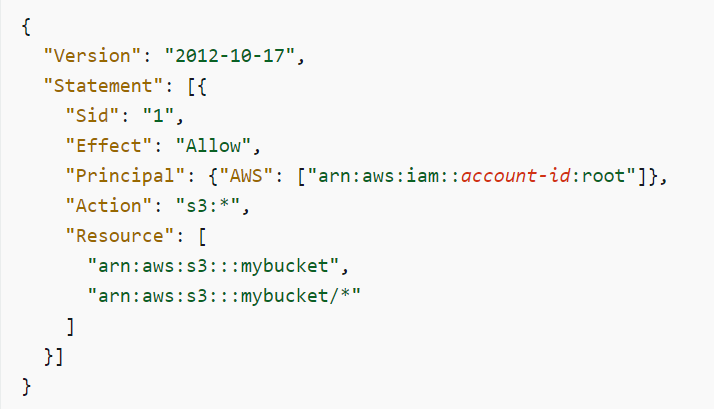 {
  "Version": "2012-10-17",
  "Statement": [{
    "Sid": "1",
    "Effect": "Allow",
    "Principal": {"AWS": ["arn:aws:iam::account-id:root"]},
    "Action": "s3:*",
    "Resource": [
      "arn:aws:s3:::mybucket",
      "arn:aws:s3:::mybucket/*"
    ]
  }]
}